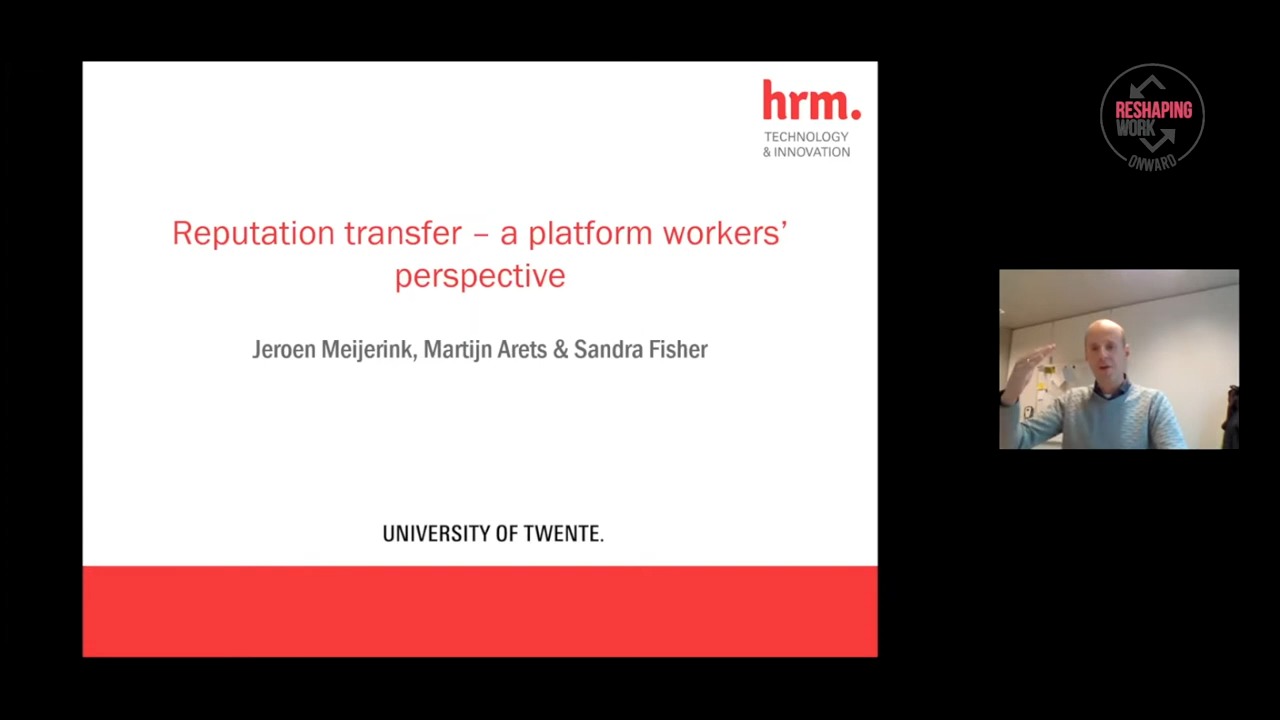 hrm.
TECHNOLOGY
& INNOVATION
Reputation transfer – a platform workers’
perspective
Jeroen Meijerink, Martijn Arets & Sandra Fisher
UNIVERSITY OF TWENTE.
RESHAPING
WORK
ONWARD